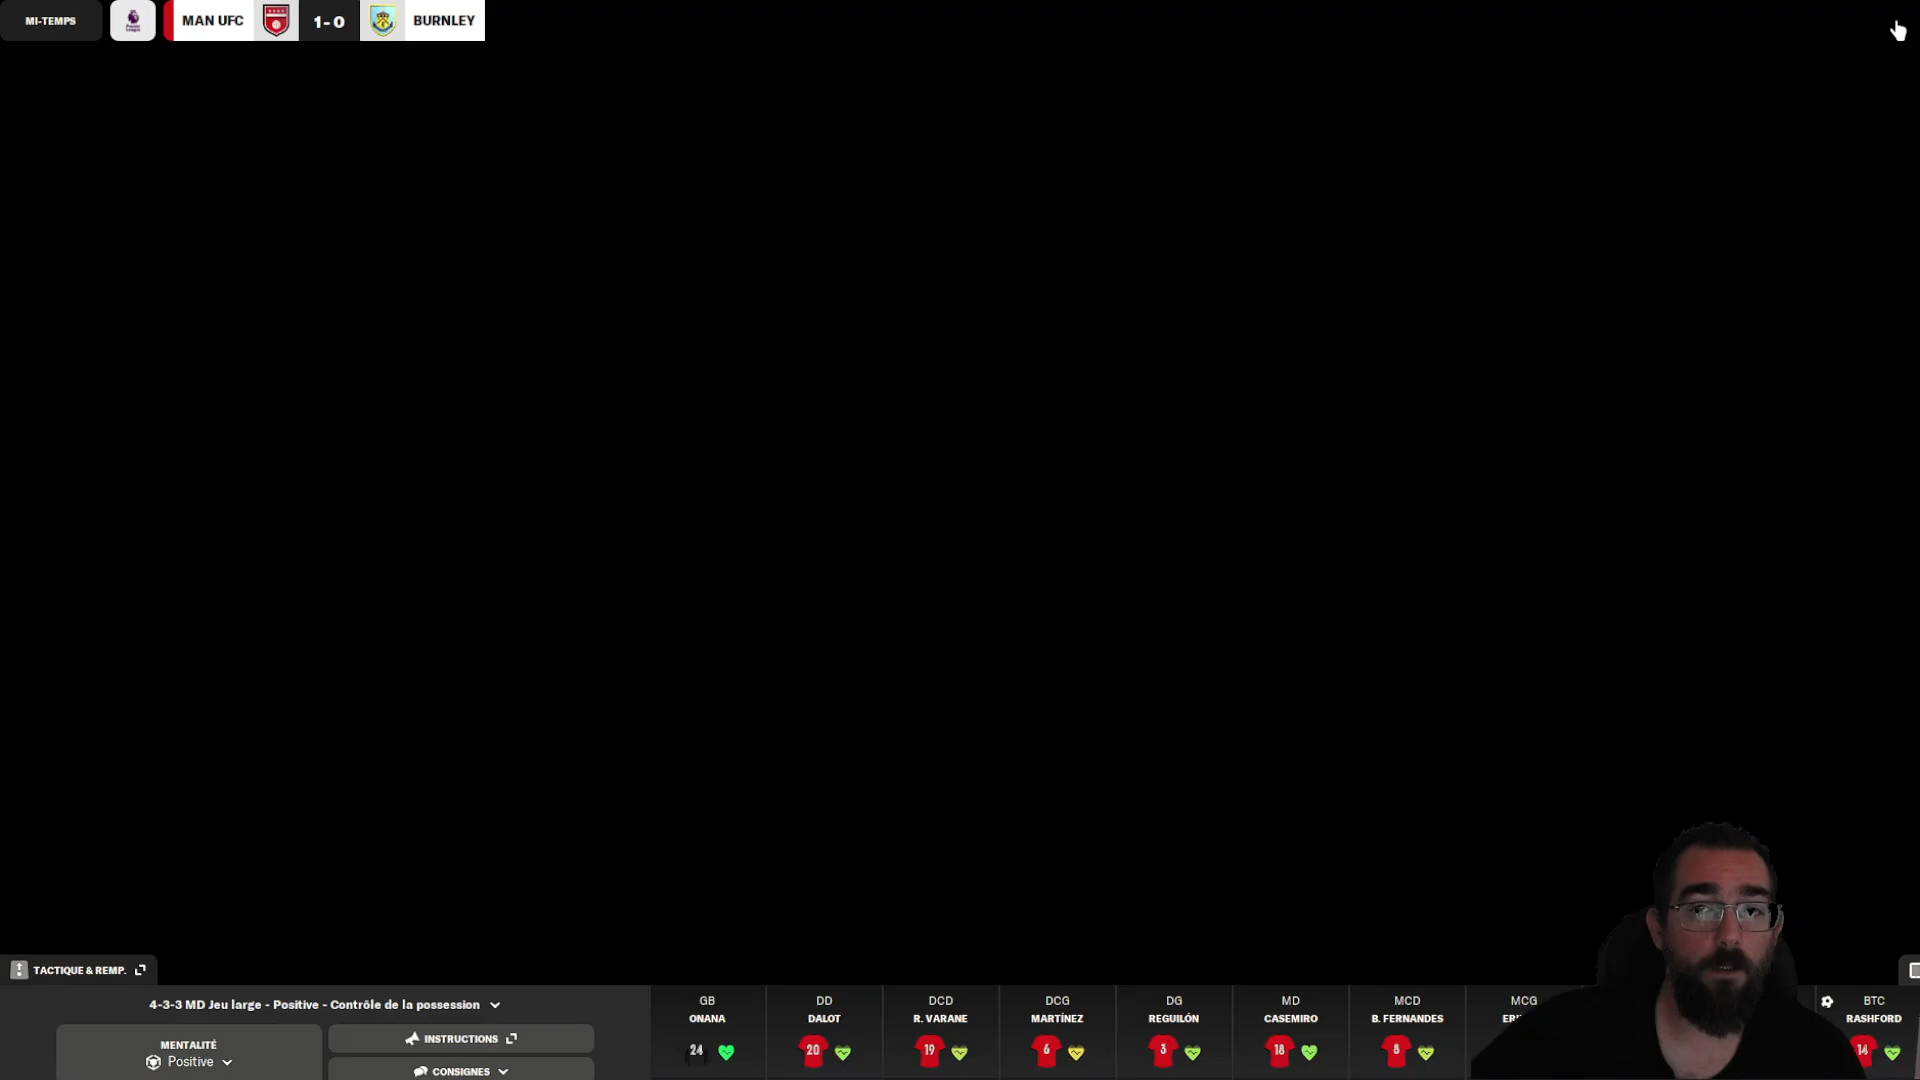 MI-TEMPS
MAN UFC 1-0 BURNLEY
TACTIQUE & REMP.
4-3-3 MD Jeu large - Positive - Contrôle de la possession
MENTALITÉ
Positive
INSTRUCTIONS
CONSIGNES
GB
ONANA
24
DD
DALOT
20
DCD
R. VARANE
19
DCG
MARTÍNEZ
6
DG
REGUILÓN
3
MD
CASEMIRO
18
MCD
B. FERNANDES
8
MCG
BTC
RASHFORD
14